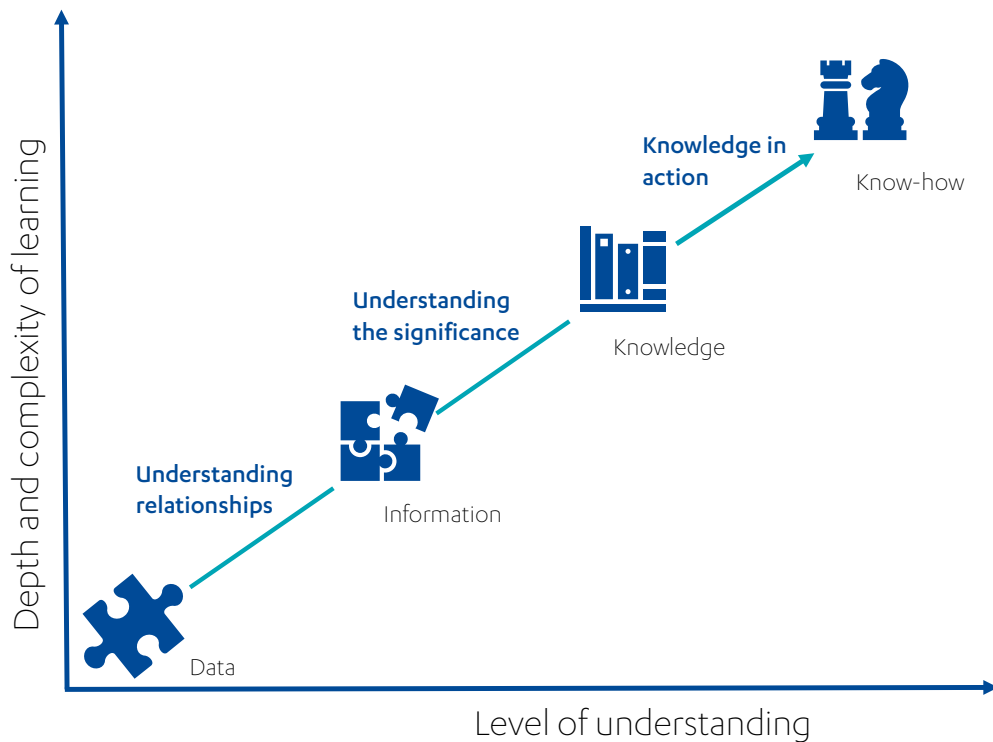 Knowledge in
action
Know-how
Understanding
the significance
Knowledge
Understanding
relationships
Information
Data
Depth and complexity of learning
Level of understanding